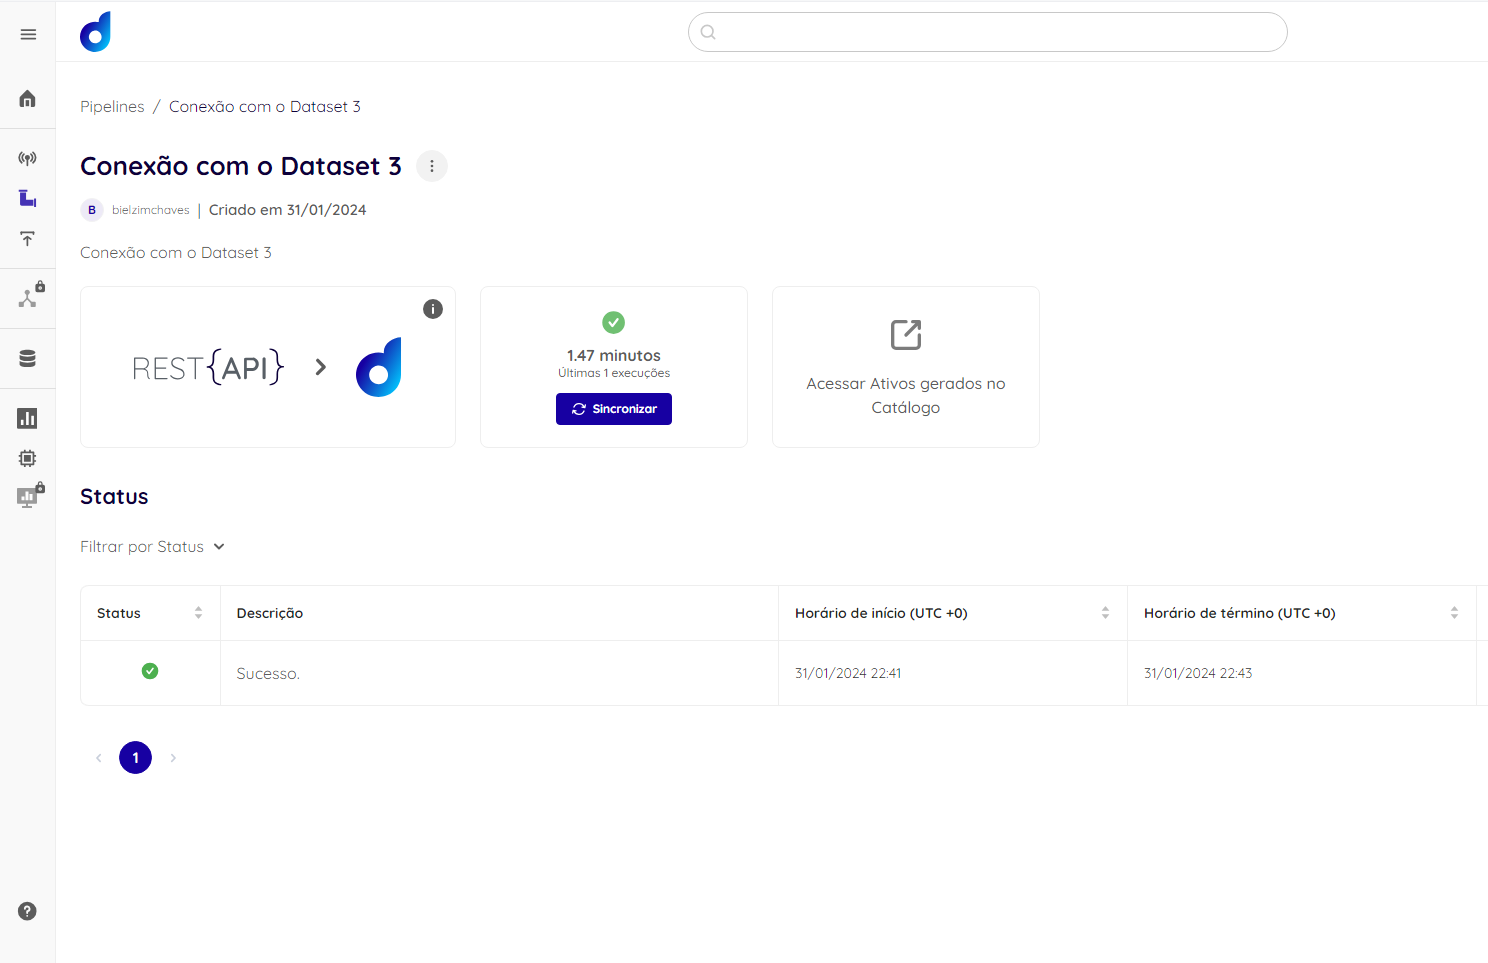 Pipelines / Conexão com o Dataset 3
Conexão com o Dataset 3
B bielzimchaves | Criado em 31/01/2024
Conexão com o Dataset 3
REST{API}
1.47 minutos
Últimas 1 execuções
Sincronizar
Acessar Ativos gerados no
Catálogo
Status
Filtrar por Status
Status Descrição Horário de início (UTC +0) Horário de término (UTC +0)
Sucesso. 31/01/2024 22:41 31/01/2024 22:43
1